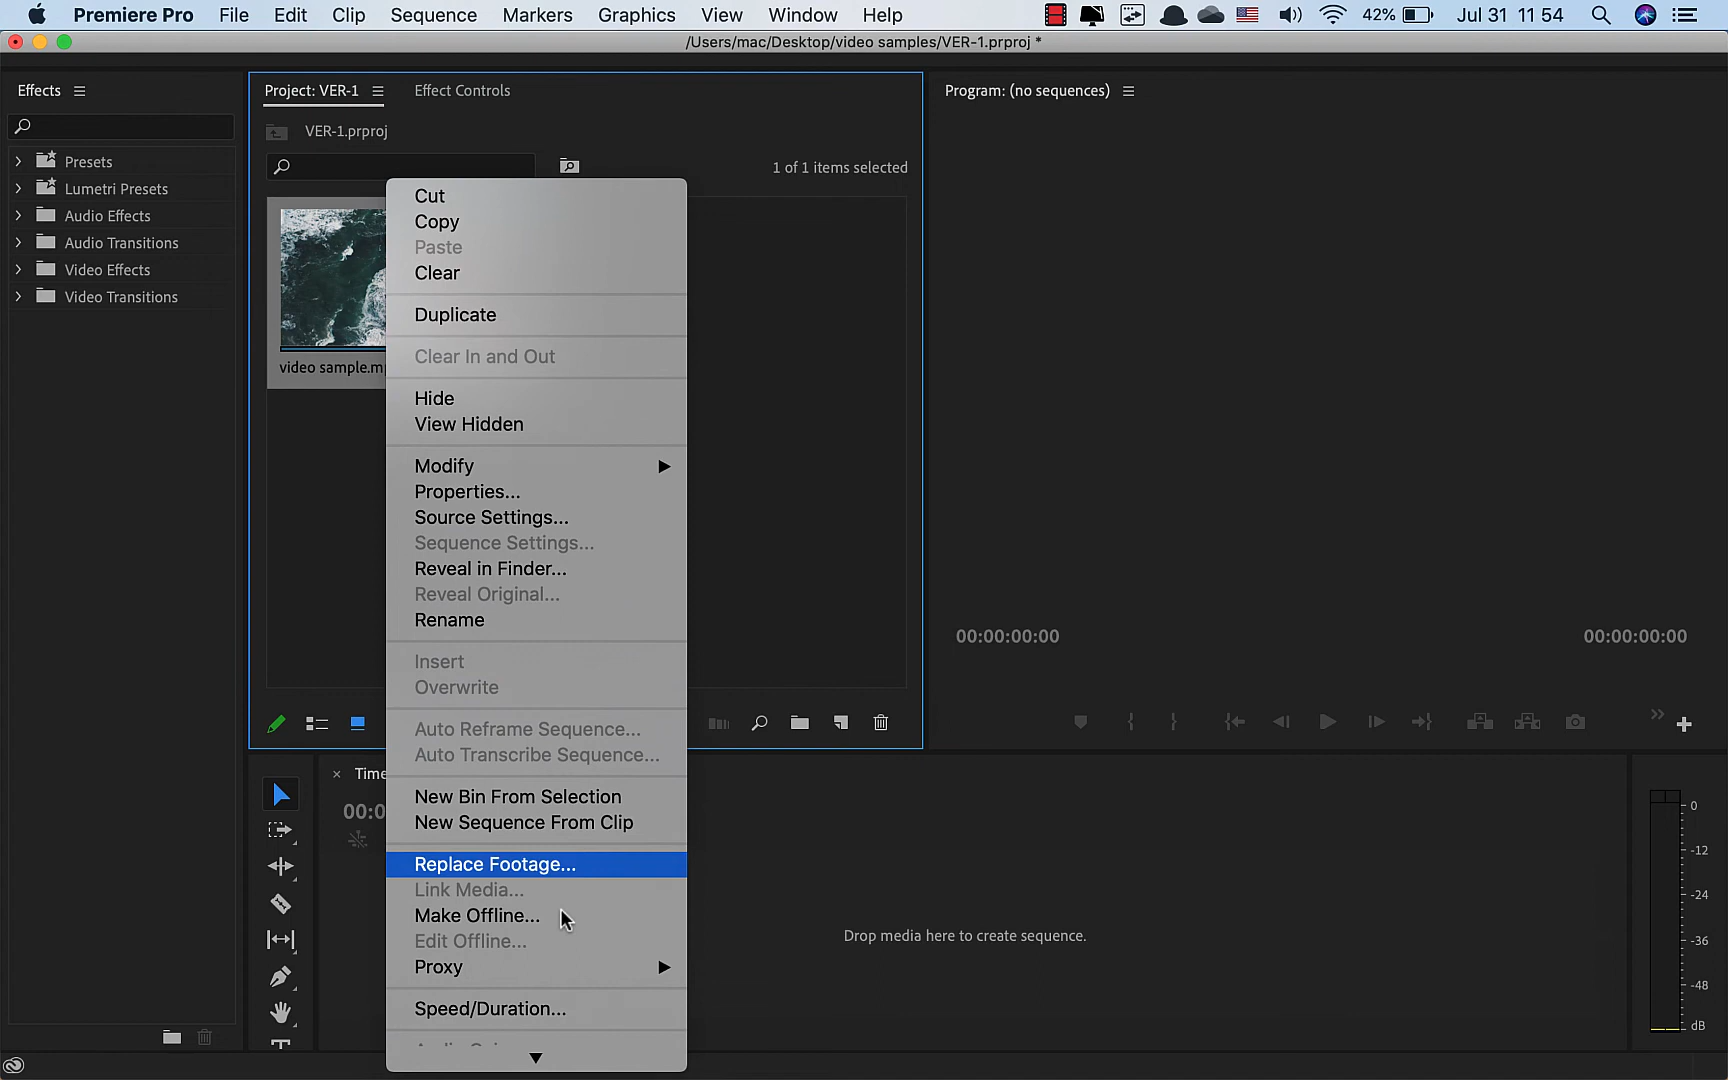 Premiere Pro File Edit Clip Sequence Markers Graphics View Window Help 42% Jul 31 11 54
/Users/mac/Desktop/video samples/VER-1.prproj *
Effects
Presets
Lumetri Presets
Audio Effects
Audio Transitions
Video Effects
Video Transitions
Project: VER-1 Effect Controls
VER-1.prproj
1 of 1 items selected
video sample.m
Cut
Copy
Paste
Clear
Duplicate
Clear In and Out
Hide
View Hidden
Modify
Properties...
Source Settings...
Sequence Settings...
Reveal in Finder...
Reveal Original...
Rename
Insert
Overwrite
Auto Reframe Sequence...
Auto Transcribe Sequence...
New Bin From Selection
New Sequence From Clip
Replace Footage...
Link Media...
Make Offline...
Edit Offline...
Proxy
Speed/Duration...
Program: (no sequences)
00:00:00:00 00:00:00:00
× Time
00:0
Drop media here to create sequence.
0
-12
-24
-36
-48
dB